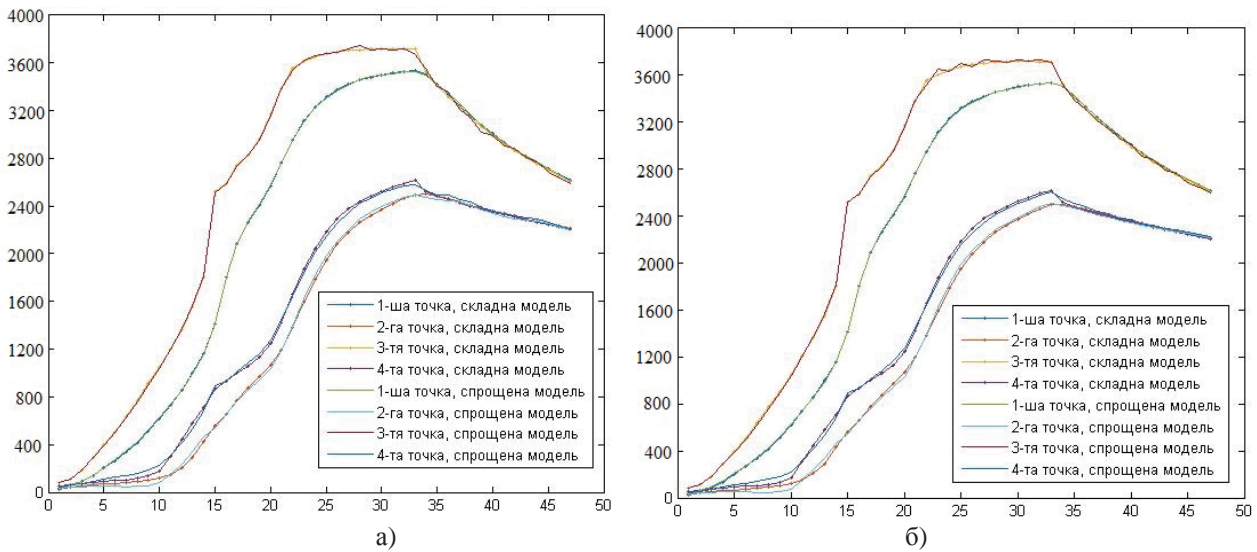 4000
3600
3200
2800
2400
2000
1600
1200
800
400
0
0 5 10 15 20 25 30 35 40 45 50
1-ша точка, складна модель
2-га точка, складна модель
3-тя точка, складна модель
4-та точка, складна модель
1-ша точка, спрощена модель
2-га точка, спрощена модель
3-тя точка, спрощена модель
4-та точка, спрощена модель
а)
4000
3600
3200
2800
2400
2000
1600
1200
800
400
0
0 5 10 15 20 25 30 35 40 45 50
1-ша точка, складна модель
2-га точка, складна модель
3-тя точка, складна модель
4-та точка, складна модель
1-ша точка, спрощена модель
2-га точка, спрощена модель
3-тя точка, спрощена модель
4-та точка, спрощена модель
б)